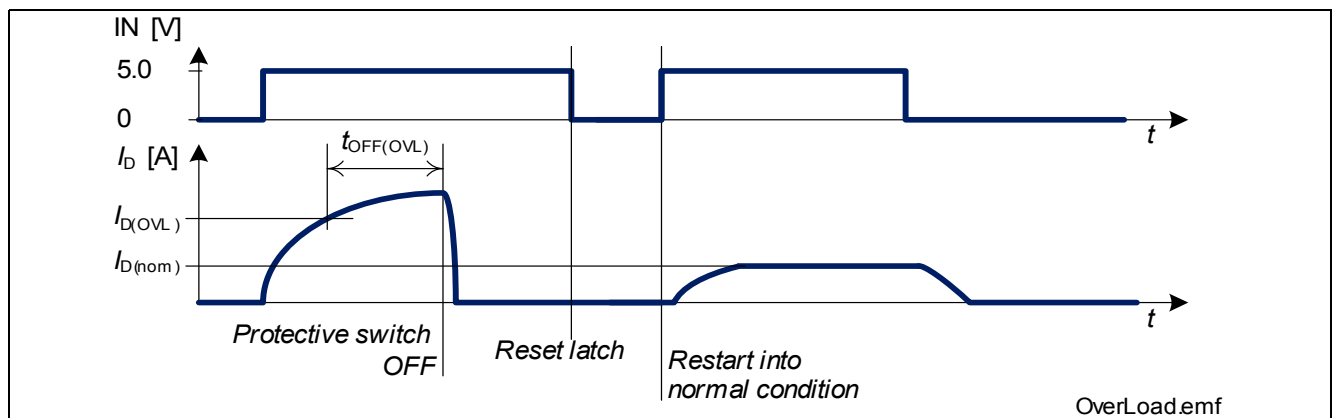 IN [V]
5.0
0
t
I_D [A]
t_OFF(OVL)
I_D(OVL)
I_D(nom)
t
Protective switch
OFF
Reset latch
Restart into
normal condition
OverLoad.emf